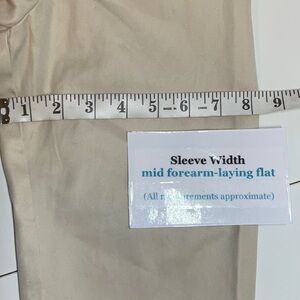 1 2 3 4 5 6 7 8 9
Sleeve Width
mid forearm-laying flat
(All measurements approximate)